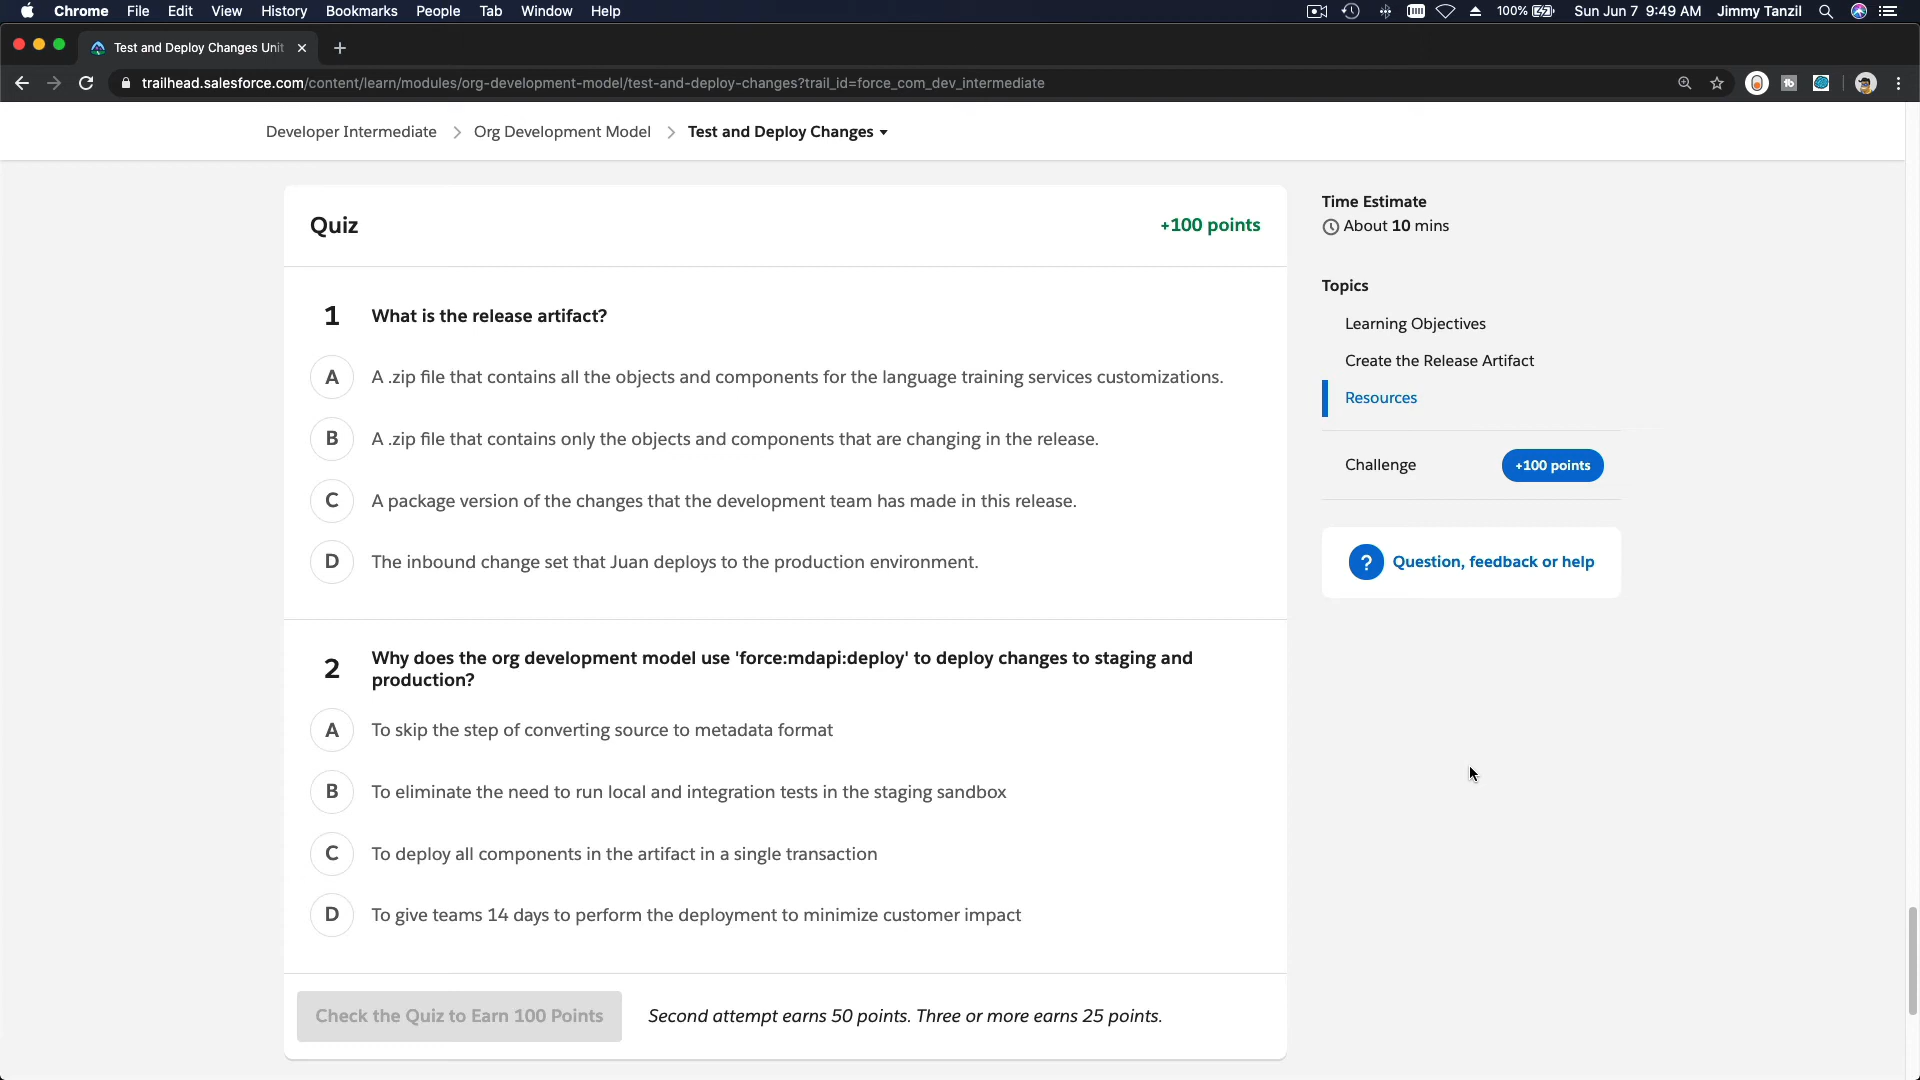 Chrome File Edit View History Bookmarks People Tab Window Help 100% Sun Jun 7 9:49 AM Jimmy Tanzil
Test and Deploy Changes Unit
trailhead.salesforce.com/content/learn/modules/org-development-model/test-and-deploy-changes?trail_id=force_com_dev_intermediate
Developer Intermediate > Org Development Model > Test and Deploy Changes
Quiz +100 points
1 What is the release artifact?
A A .zip file that contains all the objects and components for the language training services customizations.
B A .zip file that contains only the objects and components that are changing in the release.
C A package version of the changes that the development team has made in this release.
D The inbound change set that Juan deploys to the production environment.
2 Why does the org development model use 'force:mdapi:deploy' to deploy changes to staging and
production?
A To skip the step of converting source to metadata format
B To eliminate the need to run local and integration tests in the staging sandbox
C To deploy all components in the artifact in a single transaction
D To give teams 14 days to perform the deployment to minimize customer impact
Check the Quiz to Earn 100 Points Second attempt earns 50 points. Three or more earns 25 points.
Time Estimate
About 10 mins
Topics
Learning Objectives
Create the Release Artifact
Resources
Challenge +100 points
? Question, feedback or help